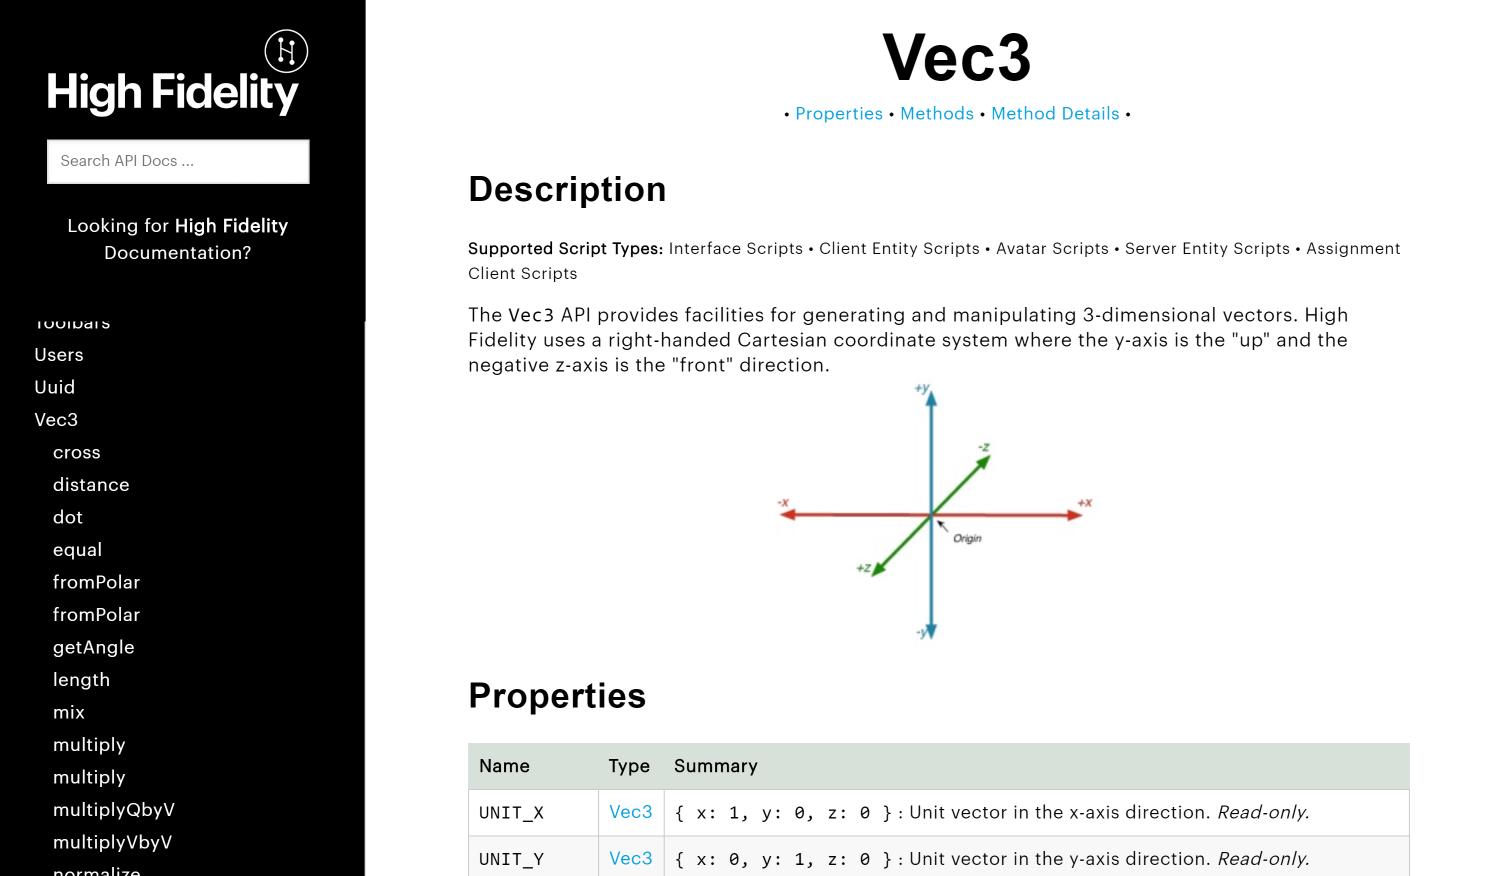 High Fidelity
Search API Docs ...
Looking for High Fidelity
Documentation?
Toolbars
Users
Uuid
Vec3
cross
distance
dot
equal
fromPolar
fromPolar
getAngle
length
mix
multiply
multiply
multiplyQbyV
multiplyVbyV
normalize
Vec3
• Properties • Methods • Method Details •
Description
Supported Script Types: Interface Scripts • Client Entity Scripts • Avatar Scripts • Server Entity Scripts • Assignment
Client Scripts
The Vec3 API provides facilities for generating and manipulating 3-dimensional vectors. High
Fidelity uses a right-handed Cartesian coordinate system where the y-axis is the "up" and the
negative z-axis is the "front" direction.
+y
-z
-x
+x
Origin
+z
-y
Properties
Name Type Summary
UNIT_X Vec3 { x: 1, y: 0, z: 0 } : Unit vector in the x-axis direction. Read-only.
UNIT_Y Vec3 { x: 0, y: 1, z: 0 } : Unit vector in the y-axis direction. Read-only.